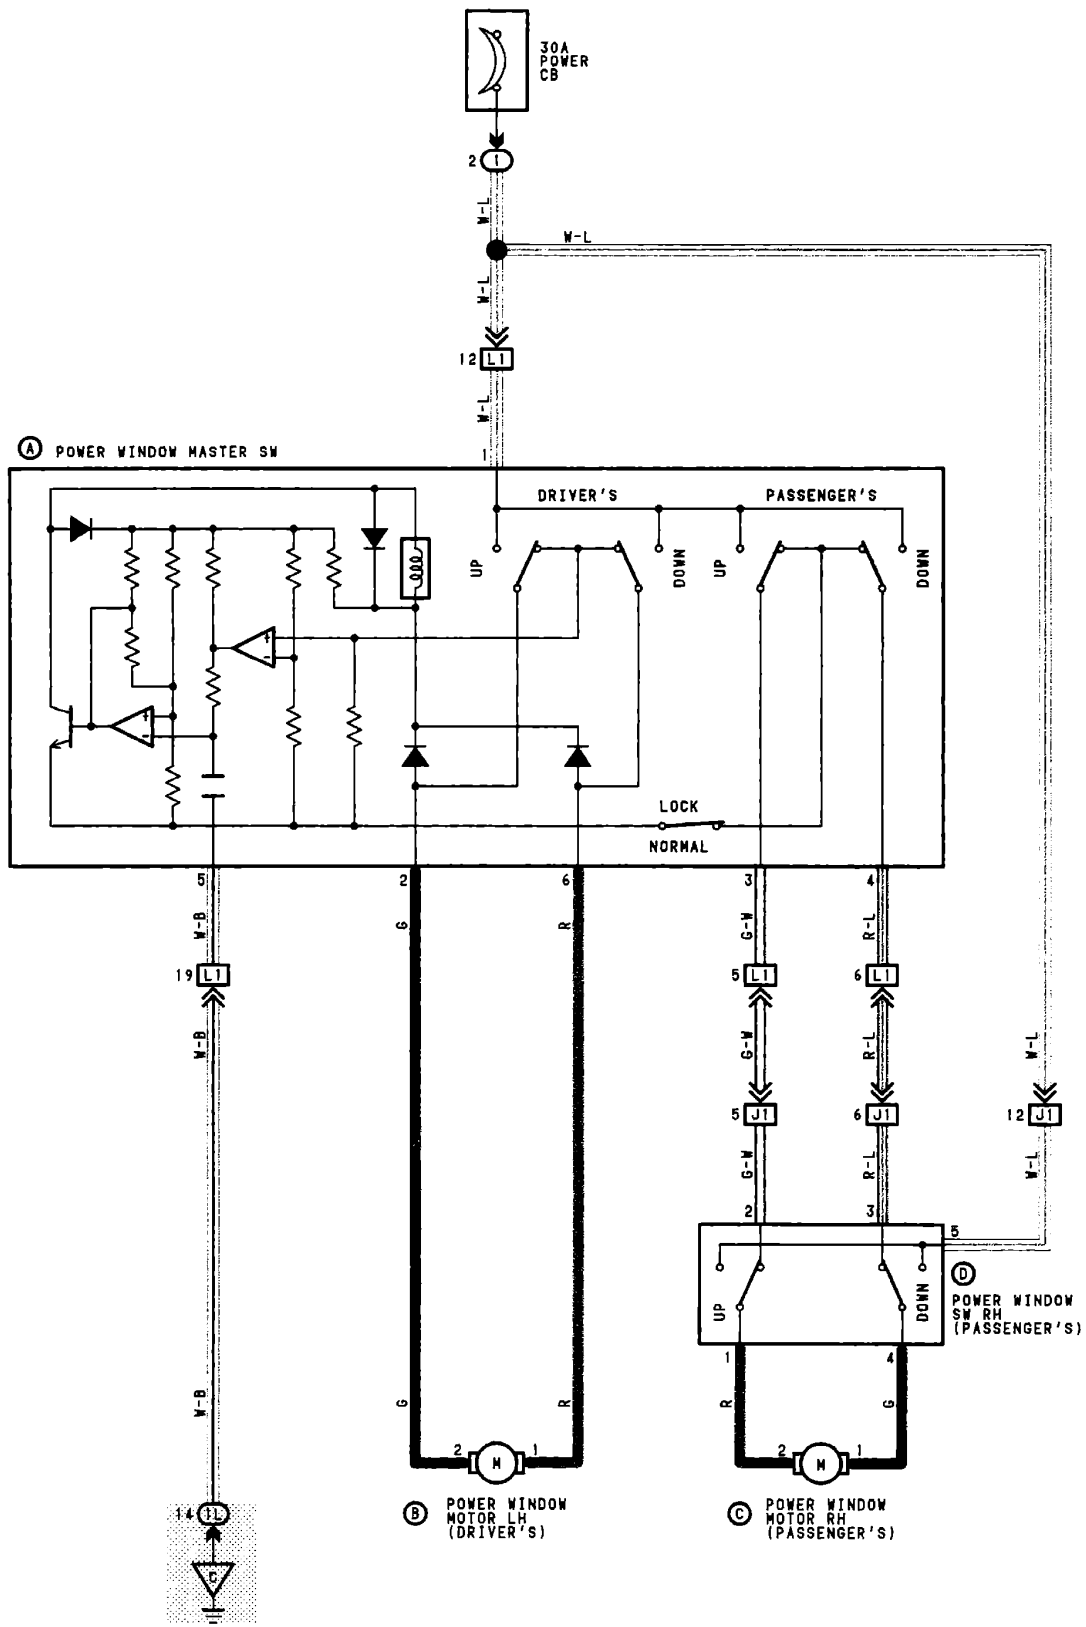 30A
POWER
CB
2 1
W-L
W-L
W-L
12 L1
W-L
A POWER WINDOW MASTER SW
1
DRIVER'S PASSENGER'S
UP DOWN UP DOWN
+
-
+
-
LOCK
NORMAL
5 2 6 3 4
W-B G R G-W R-L
19 L1 5 L1 6 L1
W-B G-W R-L W-L
5 J1 6 J1 12 J1
G-W R-L W-L
2 3 5
D
UP DOWN
POWER WINDOW
SW RH
(PASSENGER'S)
1 4
W-B G R R G
2 M 1 2 M 1
B POWER WINDOW
MOTOR LH
(DRIVER'S)
C POWER WINDOW
MOTOR RH
(PASSENGER'S)
14 IL
C